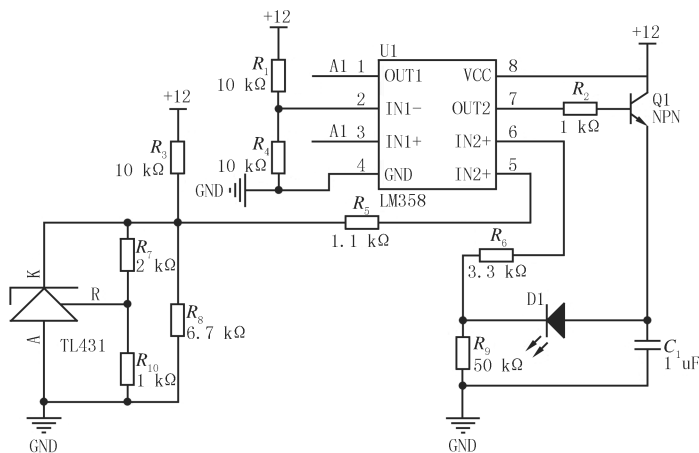 +12
+12
+12
R1
10 kΩ
U1
A1 1
OUT1
VCC
8
2
IN1-
OUT2
7
R2
1 kΩ
Q1
NPN
R3
10 kΩ
R4
10 kΩ
A1 3
IN1+
IN2+
6
4
GND
IN2+
5
GND
LM358
R5
1.1 kΩ
R6
3.3 kΩ
R7
2 kΩ
K
R
A
TL431
R8
6.7 kΩ
R10
1 kΩ
D1
R9
50 kΩ
C1
1 uF
GND
GND